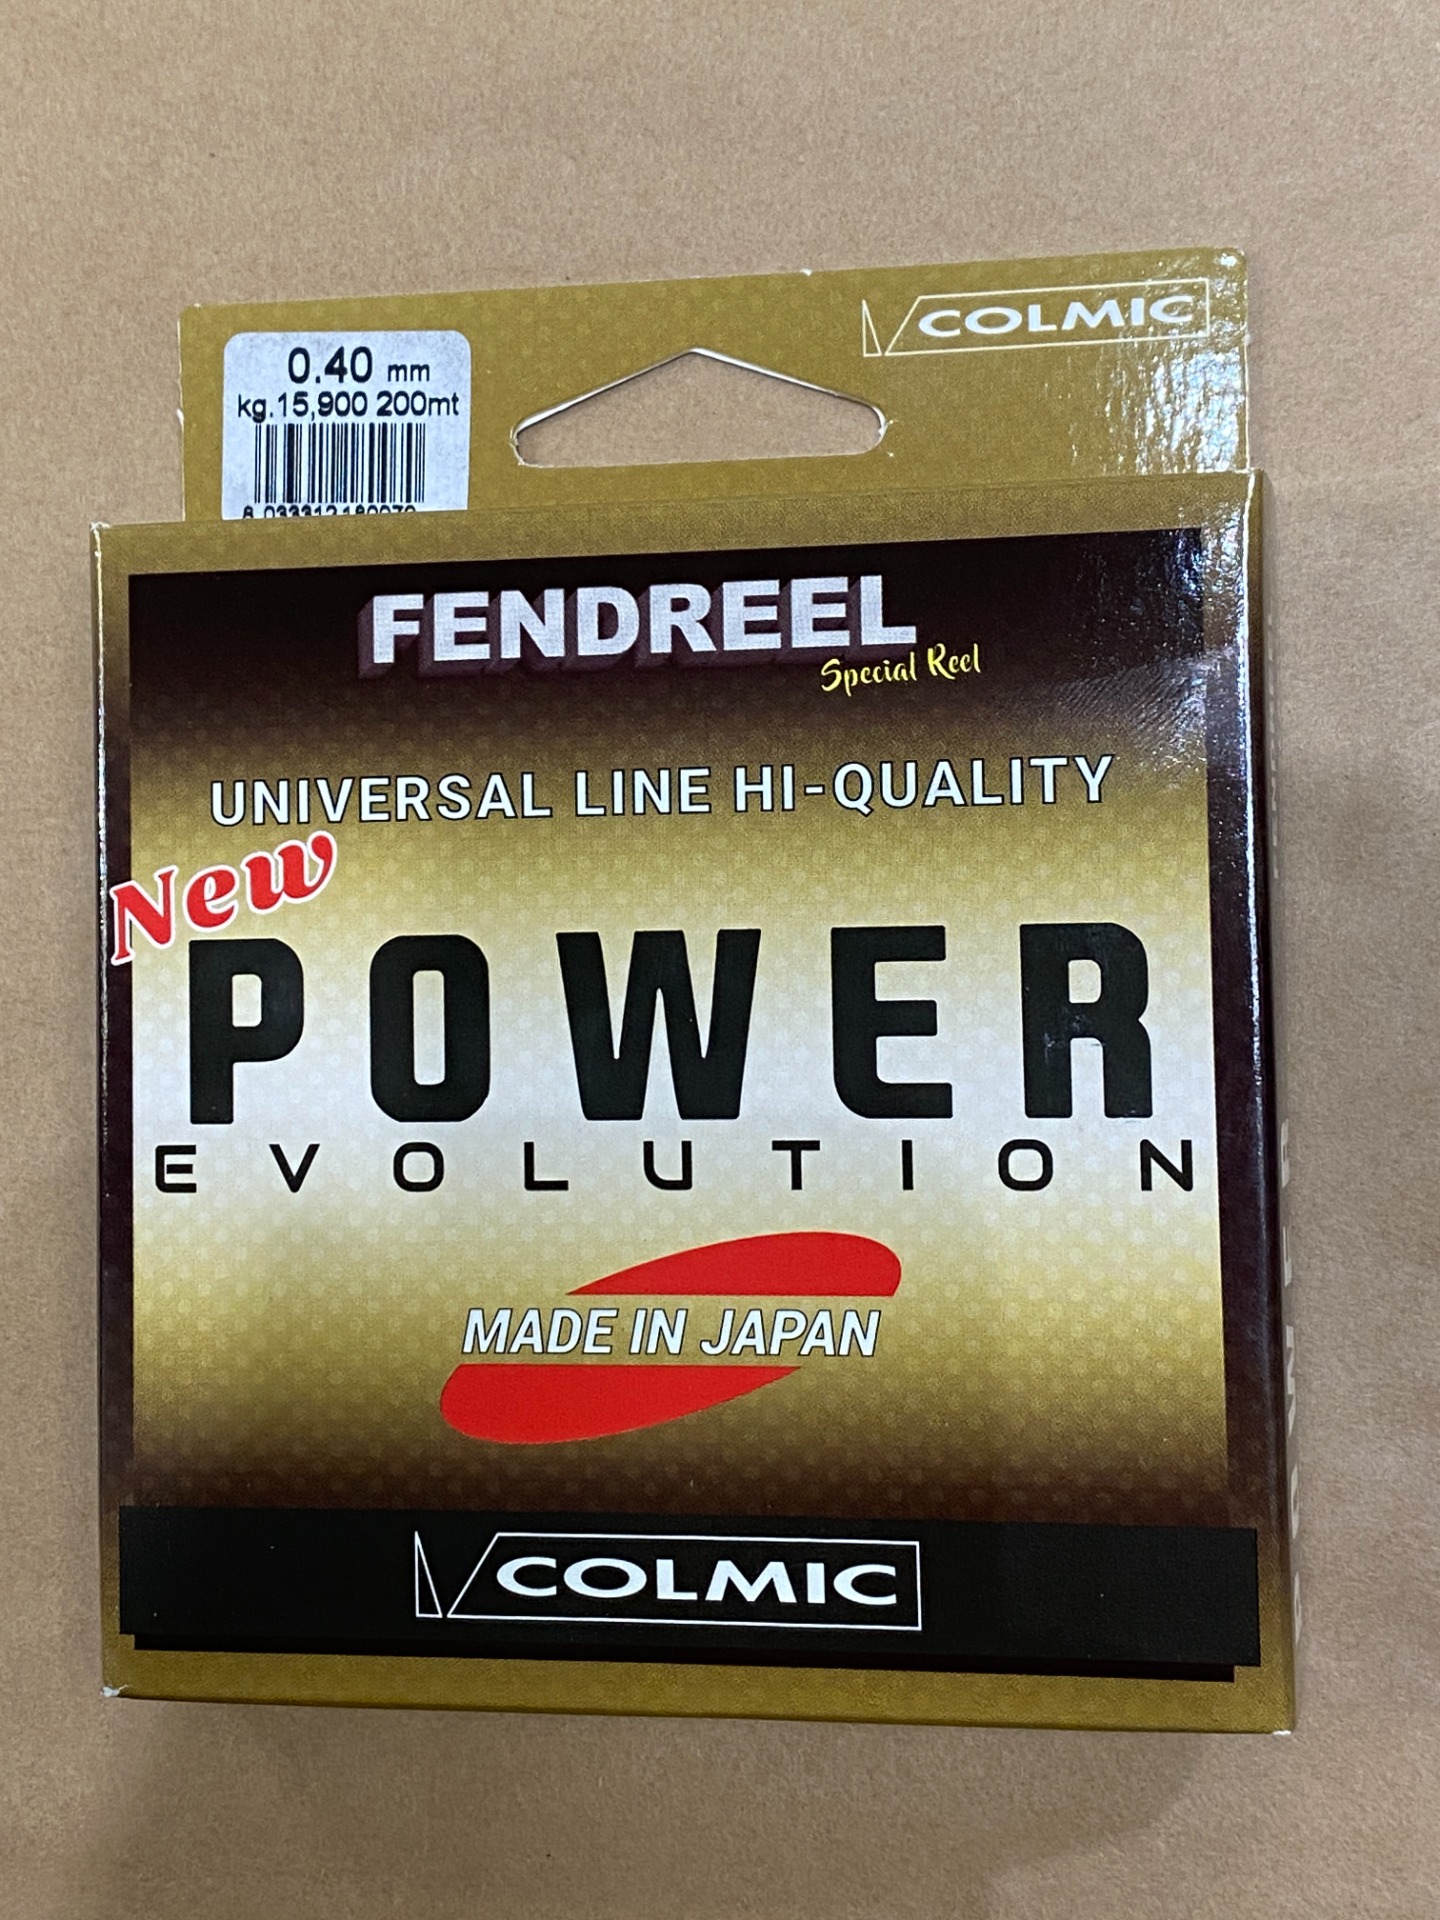 COLMIC
0.40 mm
kg.15,900 200mt
FENDREEL
Special Reel
UNIVERSAL LINE HI-QUALITY
New
POWER
EVOLUTION
MADE IN JAPAN
COLMIC